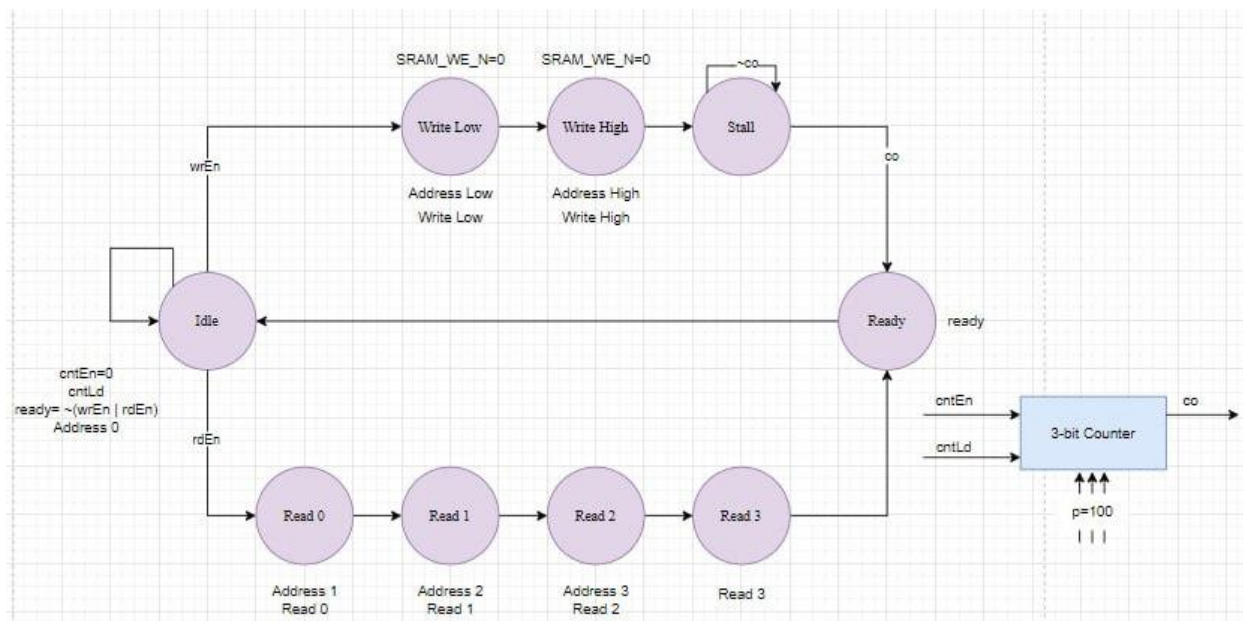 SRAM_WE_N=0
SRAM_WE_N=0
~co
Write Low
Write High
Stall
wrEn
co
Address Low
Write Low
Address High
Write High
Idle
Ready
ready
cntEn=0
cntLd
ready= ~(wrEn | rdEn)
Address 0
rdEn
cntEn
cntLd
3-bit Counter
co
p=100
Read 0
Read 1
Read 2
Read 3
Address 1
Read 0
Address 2
Read 1
Address 3
Read 2
Read 3